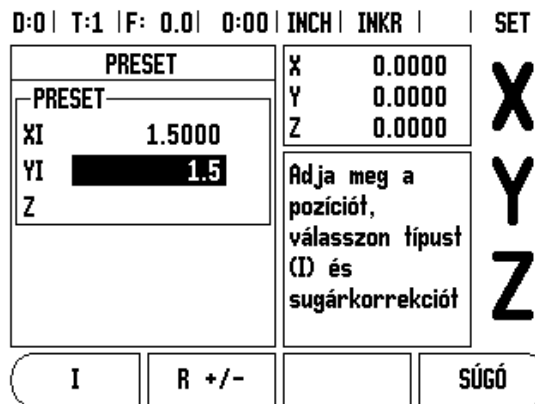 D:0 | T:1 | F: 0.0 | 0:00 | INCH | INKR | | SET
PRESET
PRESET
XI 1.5000
YI 1.5
Z
X 0.0000
Y 0.0000
Z 0.0000
Adja meg a
pozíciót,
válasszon típust
(I) és
sugárkorrekciót
X
Y
Z
I R +/- SÚGÓ